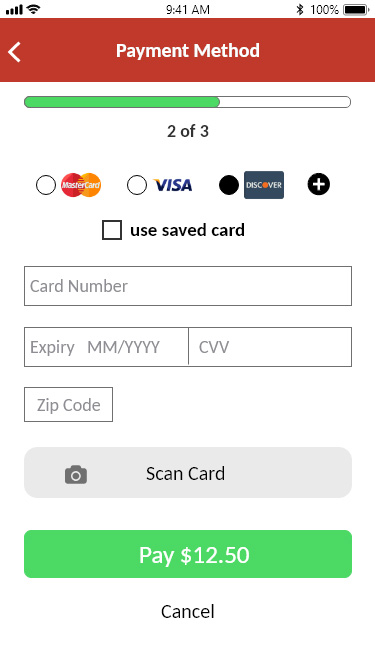 9:41 AM 100%
Payment Method
2 of 3
MasterCard VISA DISCOVER
use saved card
Card Number
Expiry MM/YYYY CVV
Zip Code
Scan Card
Pay $12.50
Cancel